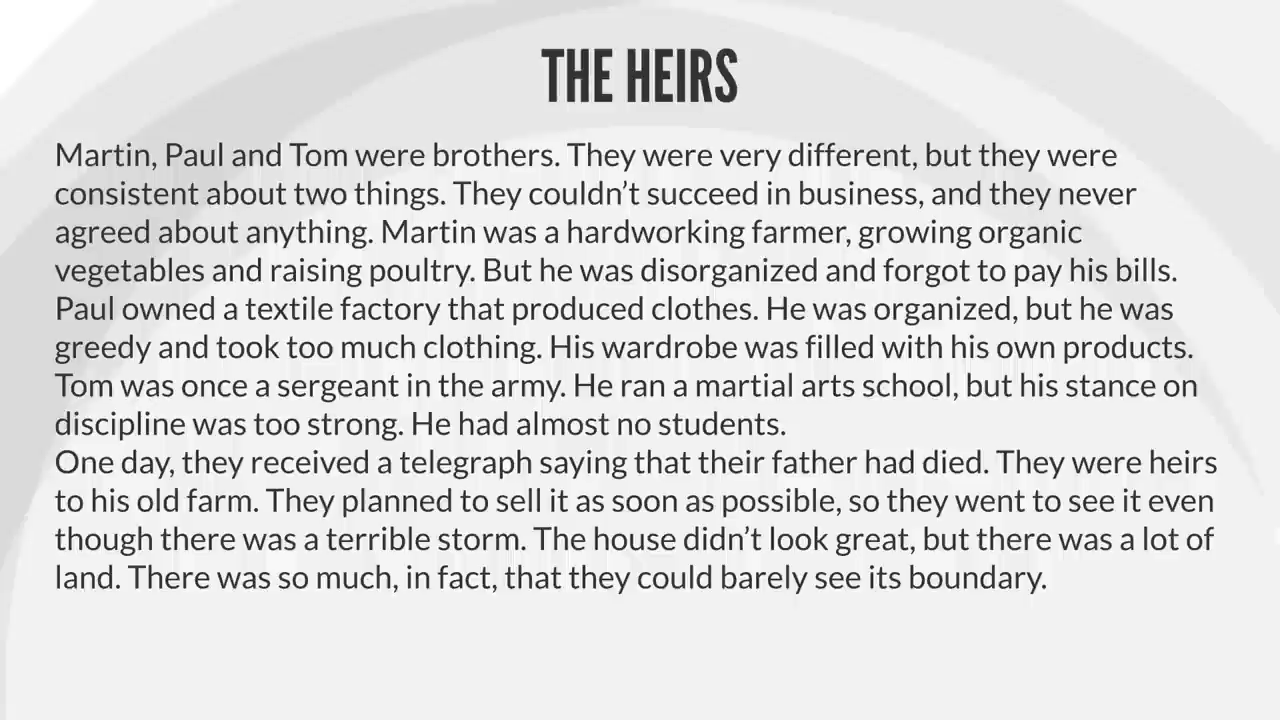 THE HEIRS
Martin, Paul and Tom were brothers. They were very different, but they were
consistent about two things. They couldn’t succeed in business, and they never
agreed about anything. Martin was a hardworking farmer, growing organic
vegetables and raising poultry. But he was disorganized and forgot to pay his bills.
Paul owned a textile factory that produced clothes. He was organized, but he was
greedy and took too much clothing. His wardrobe was filled with his own products.
Tom was once a sergeant in the army. He ran a martial arts school, but his stance on
discipline was too strong. He had almost no students.
One day, they received a telegraph saying that their father had died. They were heirs
to his old farm. They planned to sell it as soon as possible, so they went to see it even
though there was a terrible storm. The house didn’t look great, but there was a lot of
land. There was so much, in fact, that they could barely see its boundary.